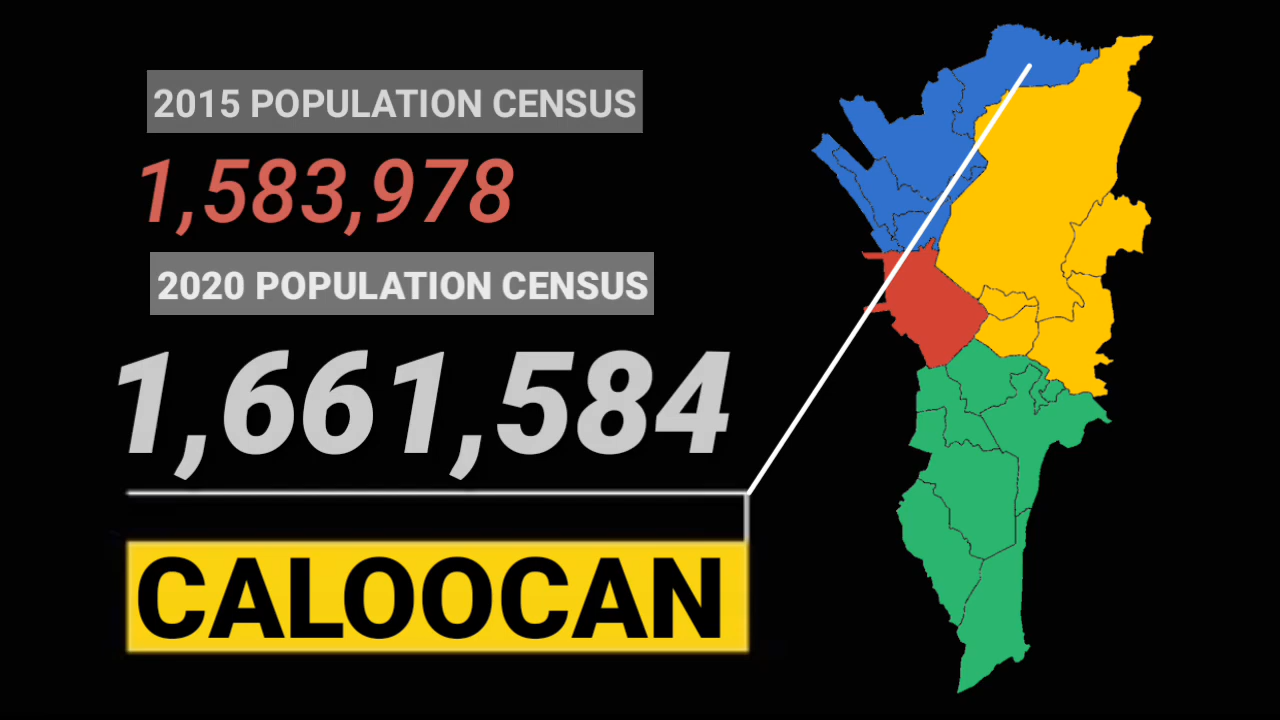 2015 POPULATION CENSUS
1,583,978
2020 POPULATION CENSUS
1,661,584
CALOOCAN